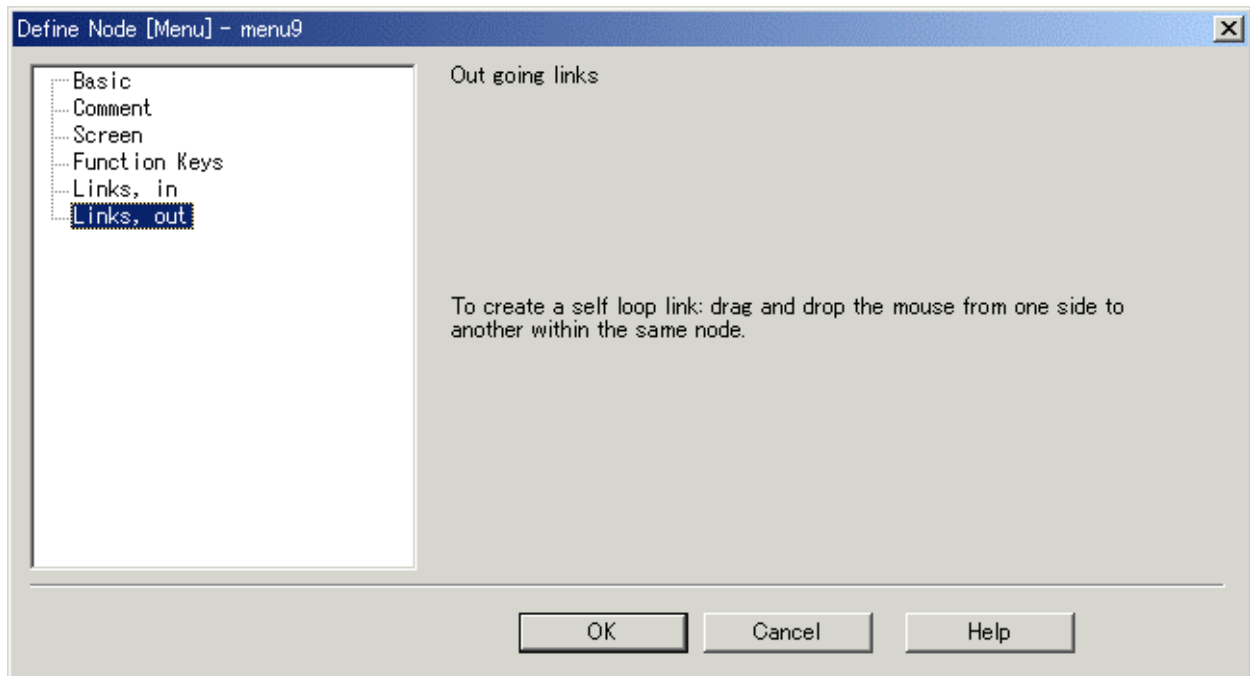 Define Node [Menu] - menu9
Basic
Comment
Screen
Function Keys
Links, in
Links, out
Out going links
To create a self loop link: drag and drop the mouse from one side to
another within the same node.
OK
Cancel
Help